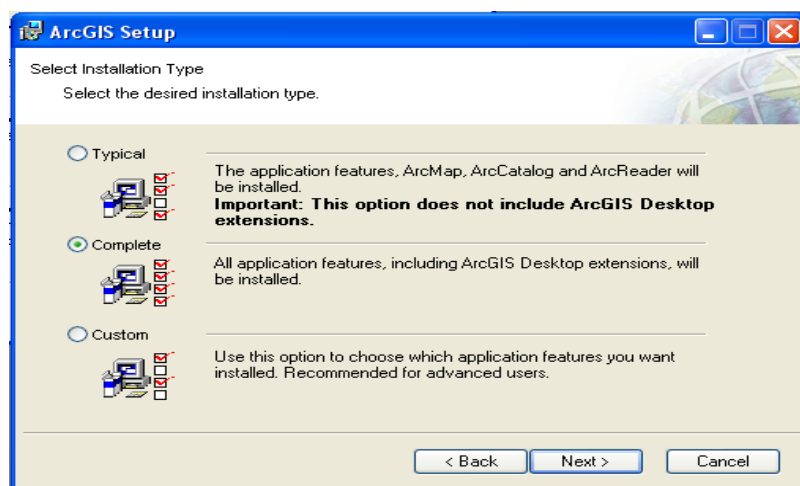 ArcGIS Setup
Select Installation Type
Select the desired installation type.
Typical
The application features, ArcMap, ArcCatalog and ArcReader will
be installed.
Important: This option does not include ArcGIS Desktop
extensions.
Complete
All application features, including ArcGIS Desktop extensions, will
be installed.
Custom
Use this option to choose which application features you want
installed. Recommended for advanced users.
< Back Next > Cancel